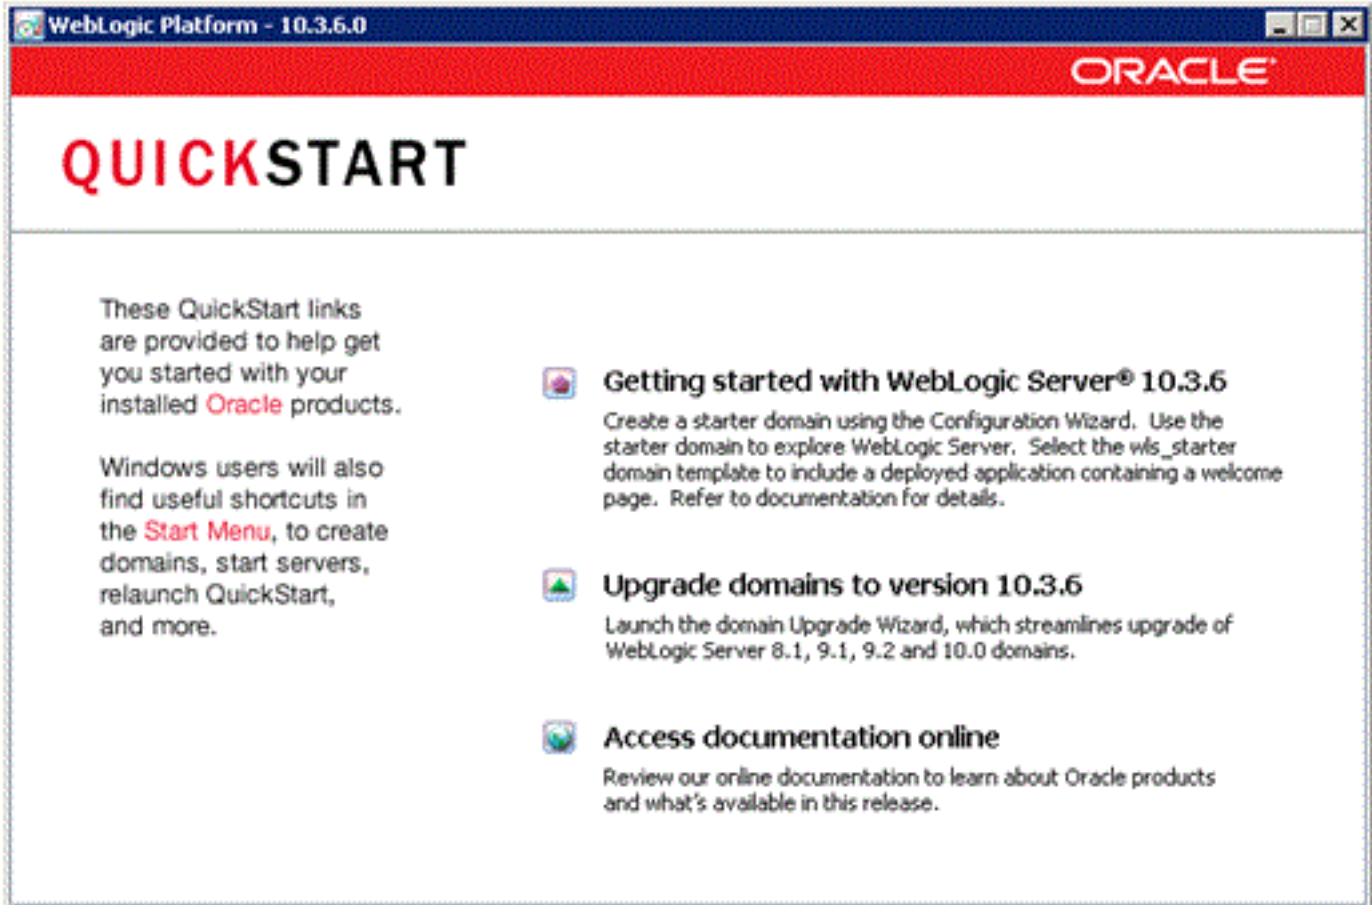 WebLogic Platform - 10.3.6.0
ORACLE
QUICKSTART
These QuickStart links
are provided to help get
you started with your
installed Oracle products.
Windows users will also
find useful shortcuts in
the Start Menu, to create
domains, start servers,
relaunch QuickStart,
and more.
Getting started with WebLogic Server® 10.3.6
Create a starter domain using the Configuration Wizard.  Use the
starter domain to explore WebLogic Server.  Select the wls_starter
domain template to include a deployed application containing a welcome
page.  Refer to documentation for details.
Upgrade domains to version 10.3.6
Launch the domain Upgrade Wizard, which streamlines upgrade of
WebLogic Server 8.1, 9.1, 9.2 and 10.0 domains.
Access documentation online
Review our online documentation to learn about Oracle products
and what's available in this release.